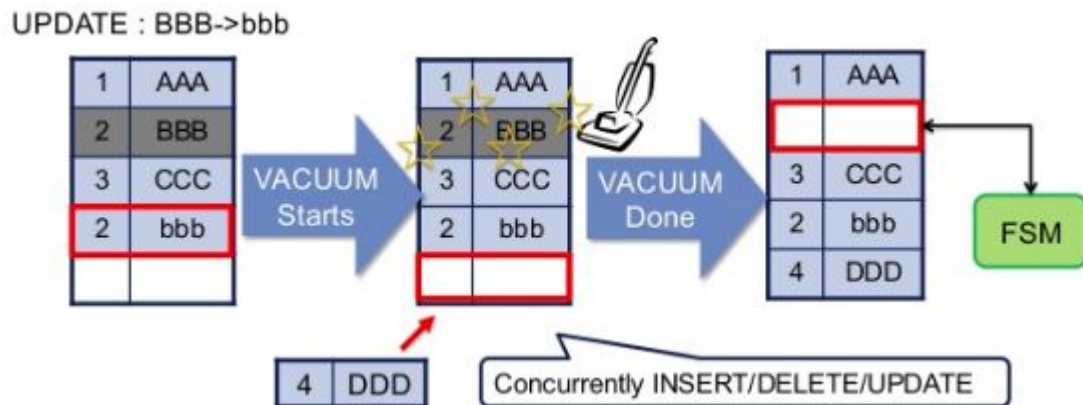 UPDATE : BBB->bbb
1 AAA
2 BBB
3 CCC
2 bbb
VACUUM
Starts
1 AAA
2 BBB
3 CCC
2 bbb
4 DDD
VACUUM
Done
1 AAA
3 CCC
2 bbb
4 DDD
FSM
Concurrently INSERT/DELETE/UPDATE